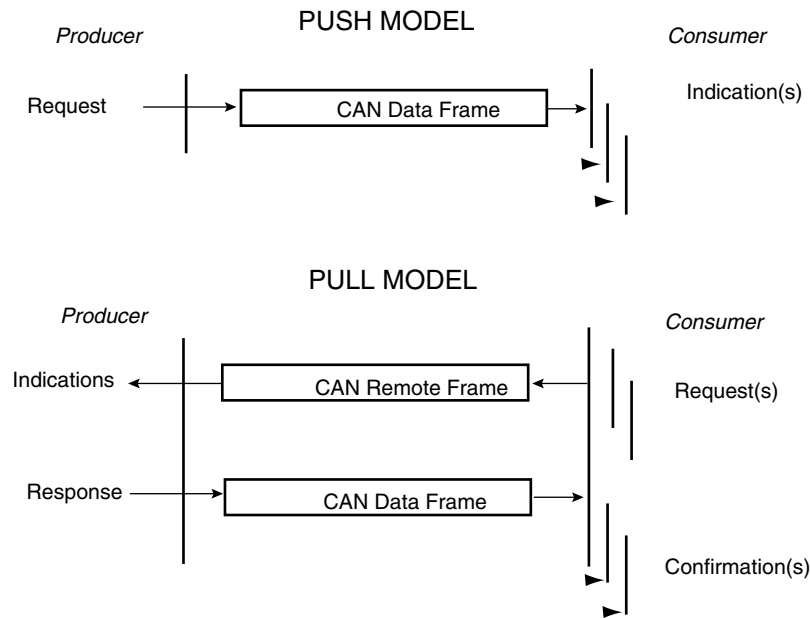 PUSH MODEL
Producer
Consumer
Request
CAN Data Frame
Indication(s)
PULL MODEL
Producer
Consumer
Indications
CAN Remote Frame
Request(s)
Response
CAN Data Frame
Confirmation(s)